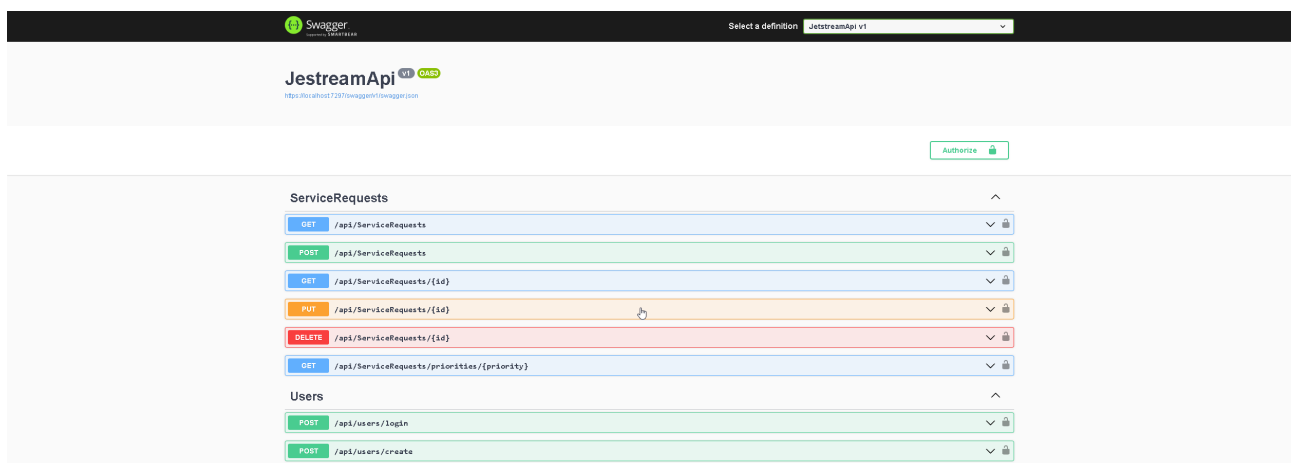 Swagger
Supported by SMARTBEAR
Select a definition
JetstreamApi v1
JestreamApi v1 OAS3
https://localhost:7297/swagger/v1/swagger.json
Authorize
ServiceRequests
GET /api/ServiceRequests
POST /api/ServiceRequests
GET /api/ServiceRequests/{id}
PUT /api/ServiceRequests/{id}
DELETE /api/ServiceRequests/{id}
GET /api/ServiceRequests/priorities/{priority}
Users
POST /api/users/login
POST /api/users/create